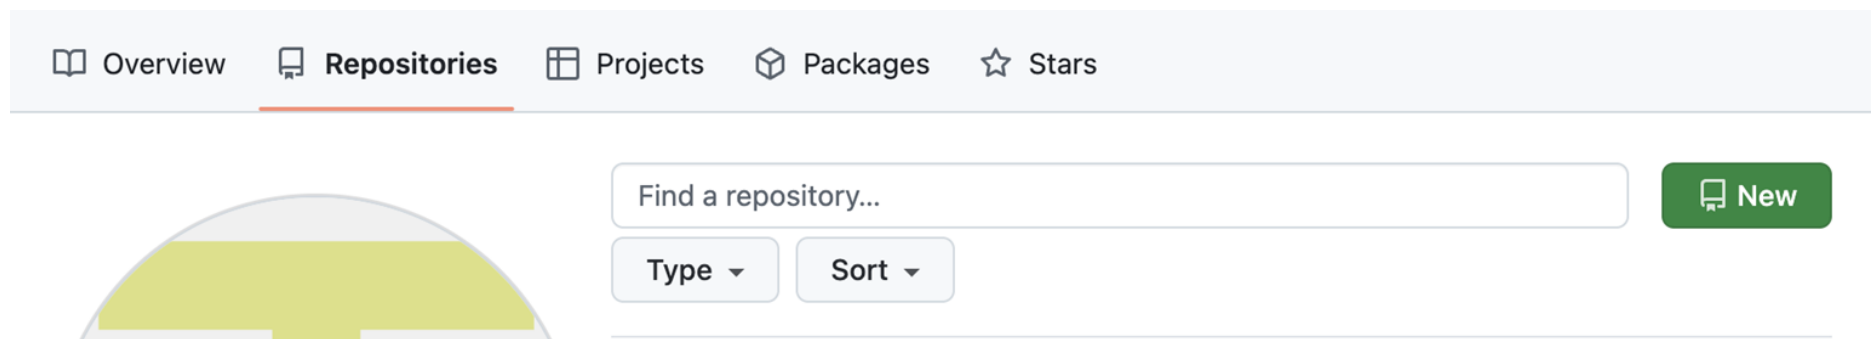 Overview Repositories Projects Packages Stars
Find a repository... New
Type Sort